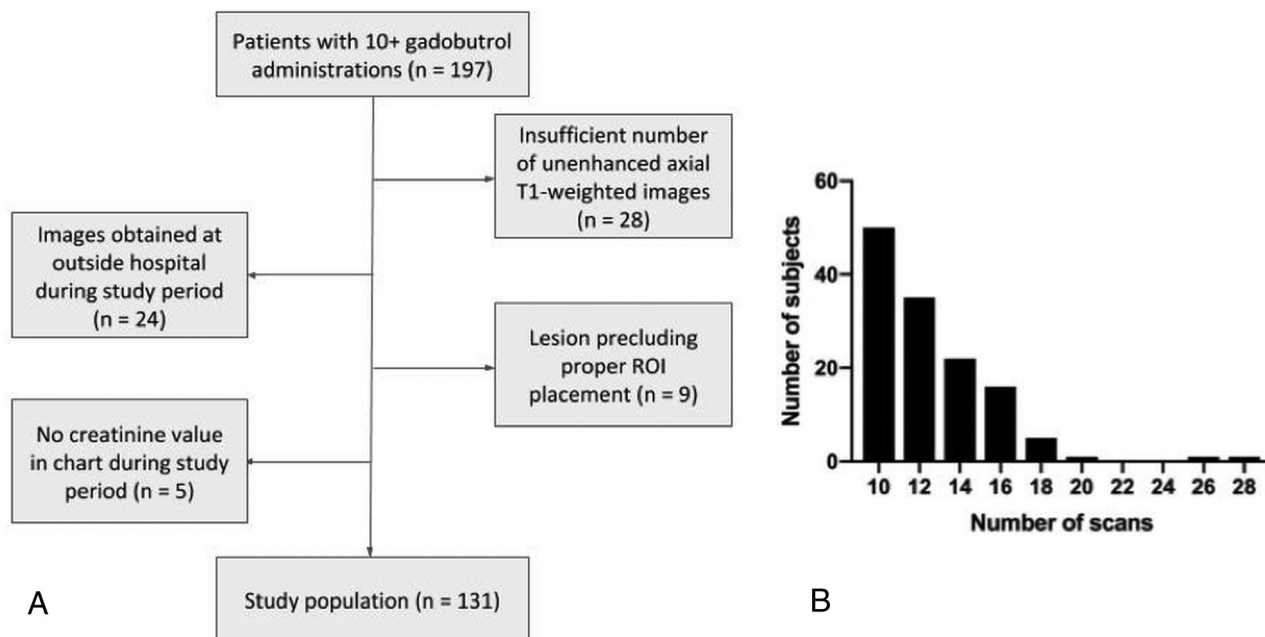 Patients with 10+ gadobutrol
administrations (n = 197)
Insufficient number
of unenhanced axial
T1-weighted images
(n = 28)
Images obtained at
outside hospital
during study period
(n = 24)
Lesion precluding
proper ROI
placement (n = 9)
No creatinine value
in chart during study
period (n = 5)
Study population (n = 131)
A
Number of subjects
60
40
20
0
10 12 14 16 18 20 22 24 26 28
Number of scans
B